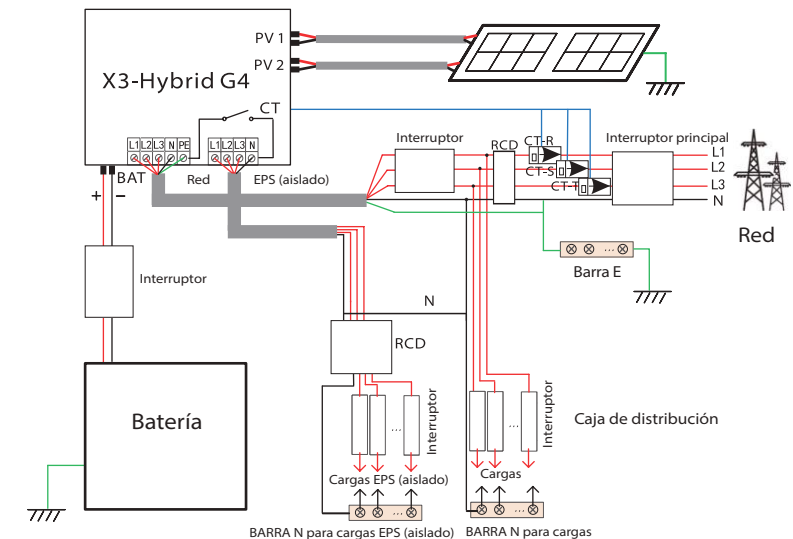 PV 1
X3-Hybrid G4
PV 2
CT
L1 L2 L3 N PE
L1 L2 L3 N
BAT
Red
EPS (aislado)
+
−
Interruptor
RCD
CT-R
CT-S
CT-T
Interruptor principal
L1
L2
L3
N
Red
Barra E
Interruptor
N
RCD
Batería
Interruptor
Interruptor
Caja de distribución
Cargas EPS (aislado)
Cargas
...
...
...
...
...
BARRA N para cargas EPS (aislado)
BARRA N para cargas